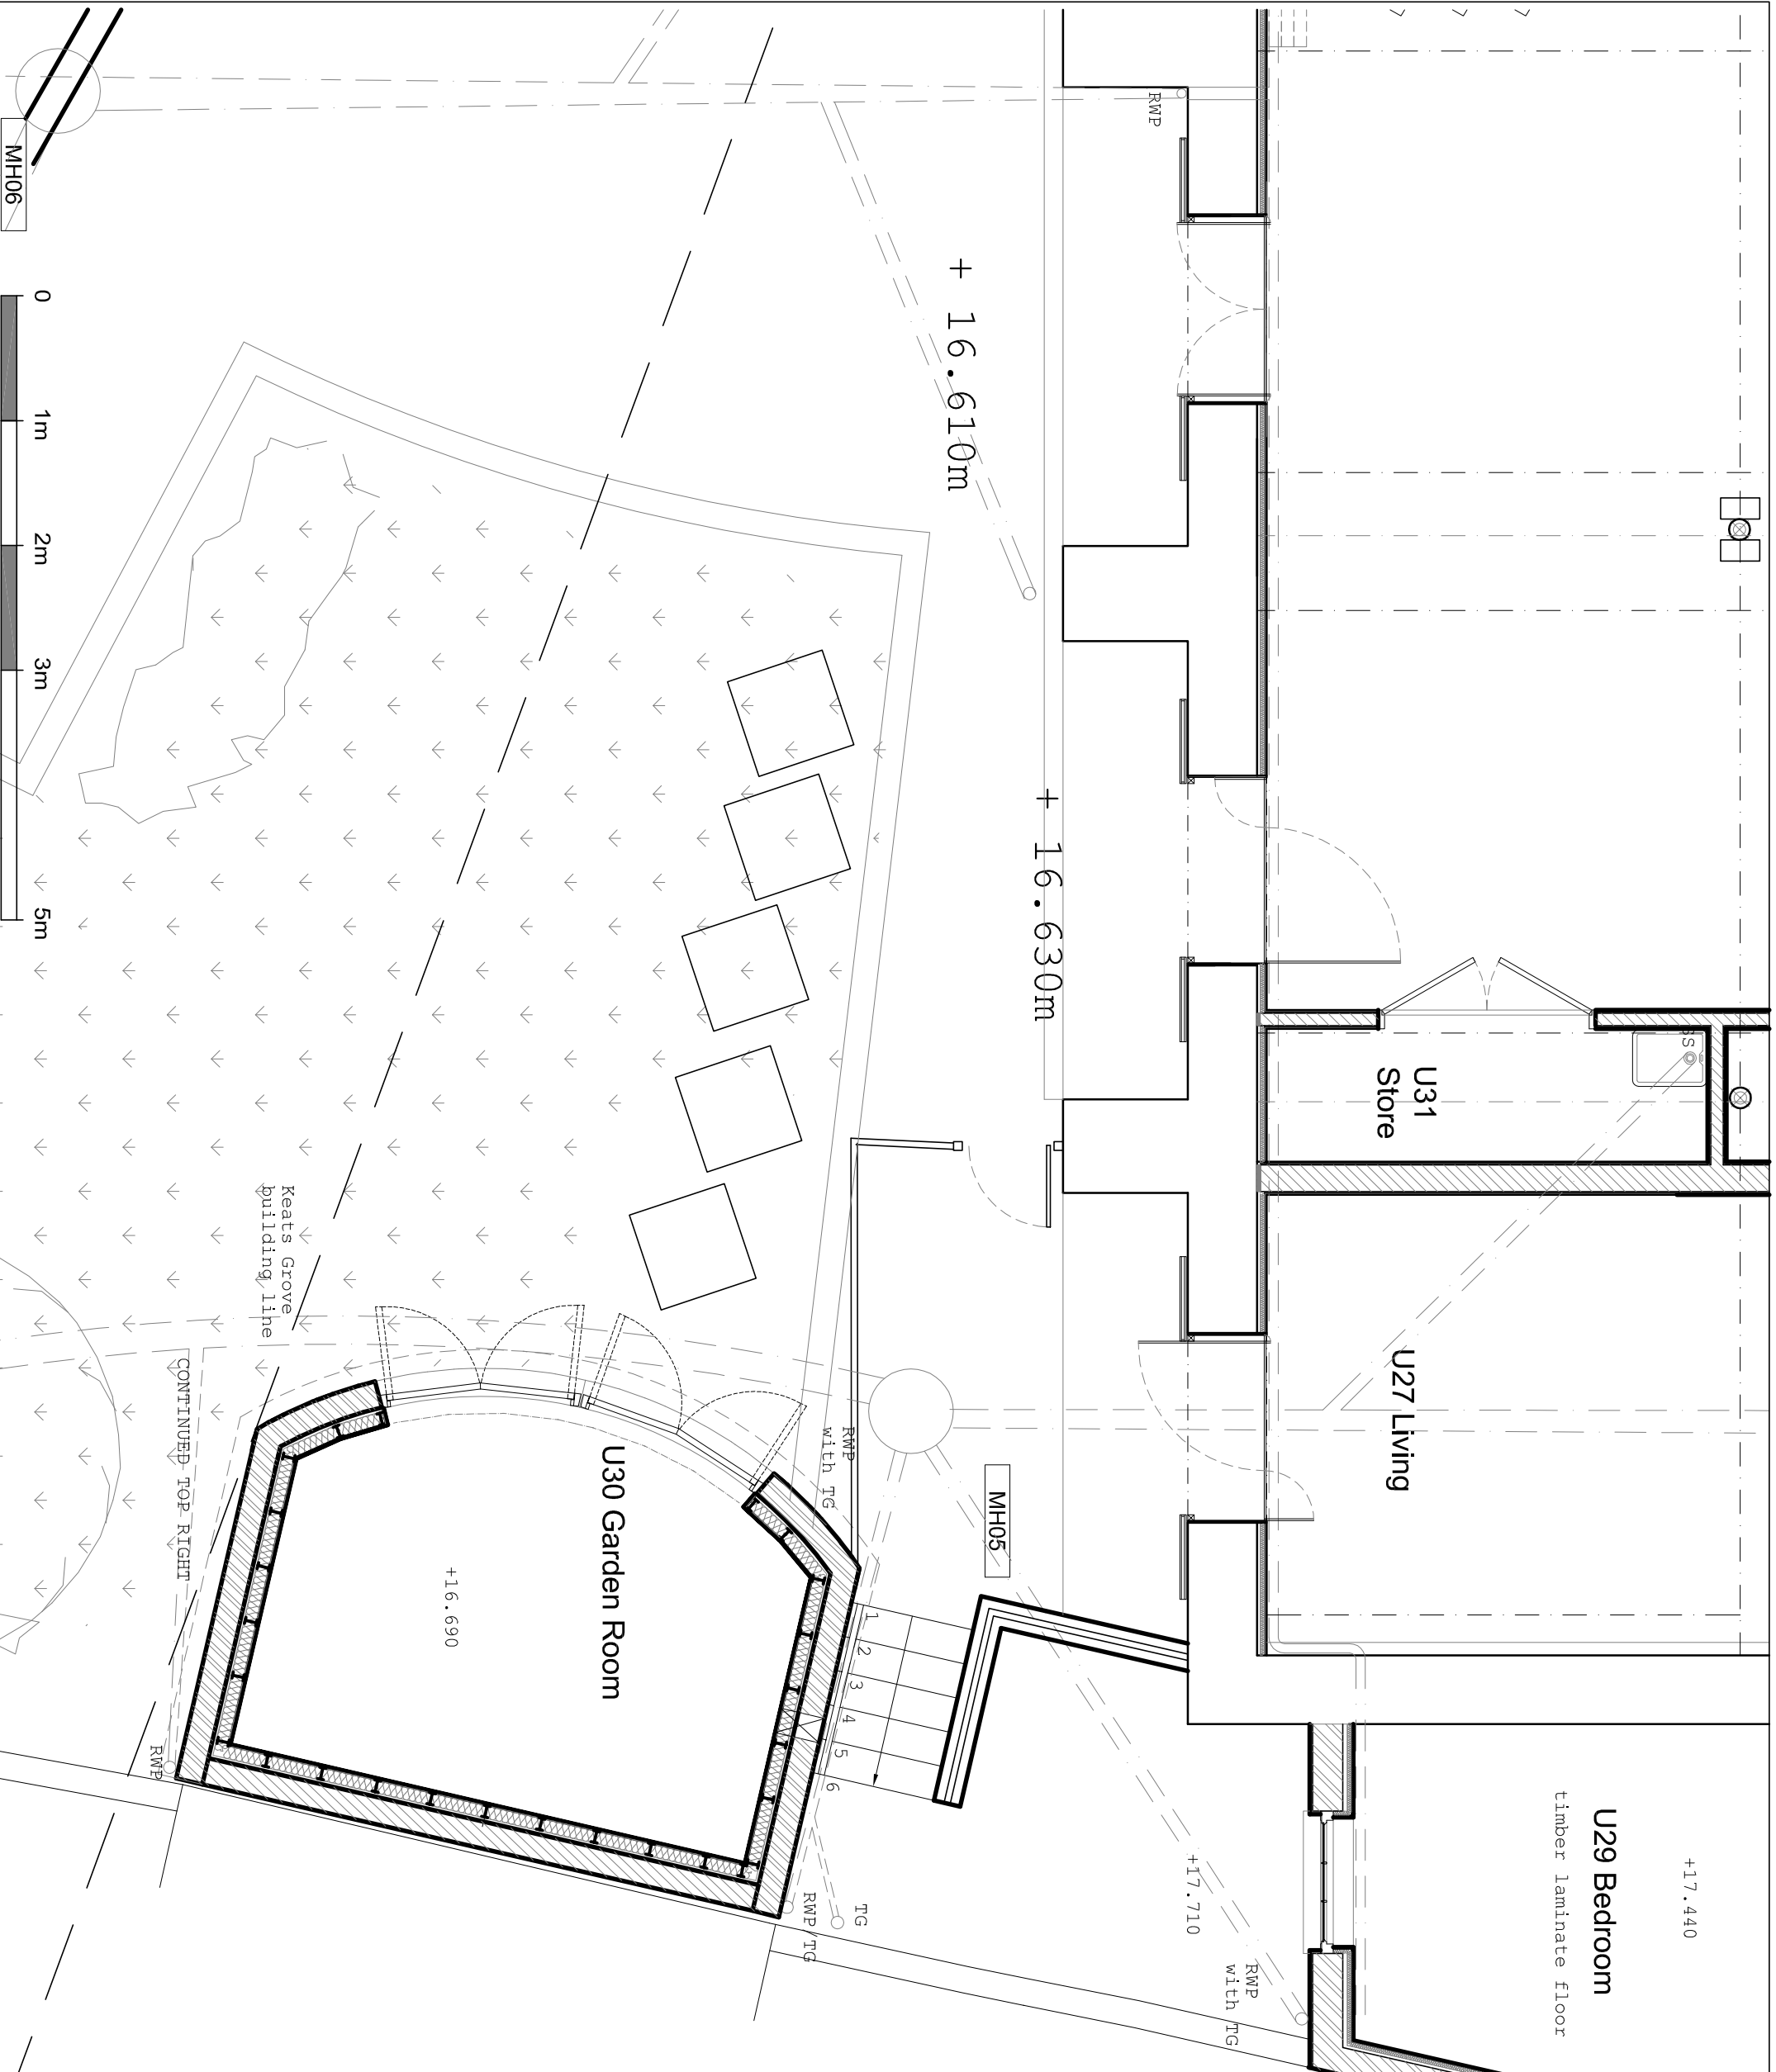 RWP
MH06
+ 16.610m
+ 16.630m
0
1m
2m
3m
5m
SS
U31
Store
U27 Living
Keats Grove
building line
CONTINUED TOP RIGHT
RWP
with TG
MH05
U30 Garden Room
+16.690
1
2
3
4
5
6
RWP
TG
RWP/TG
+17.710
RWP
with TG
U29 Bedroom
timber laminate floor
+17.440